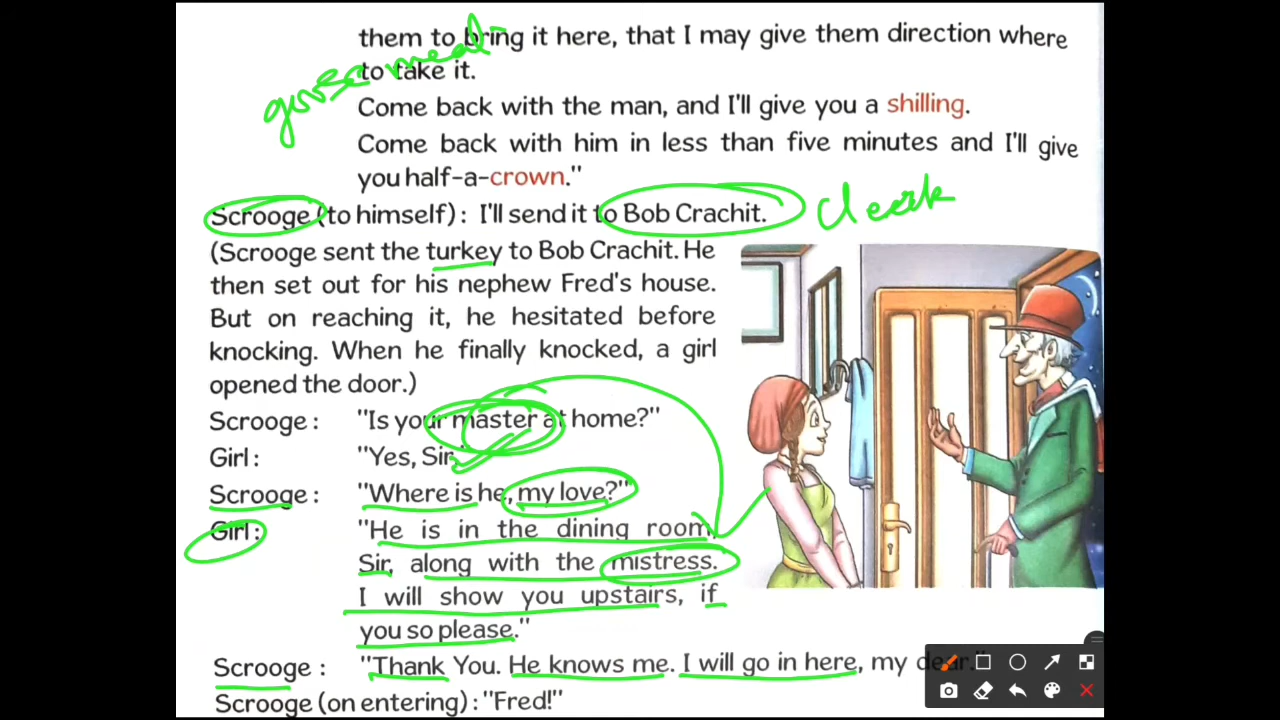 them to bring it here, that I may give them direction where
to take it.
Come back with the man, and I'll give you a shilling.
Come back with him in less than five minutes and I'll give
you half-a-crown."
Scrooge (to himself): I'll send it to Bob Crachit.
clerk
(Scrooge sent the turkey to Bob Crachit. He
then set out for his nephew Fred's house.
But on reaching it, he hesitated before
knocking. When he finally knocked, a girl
opened the door.)
Scrooge : "Is your master at home?"
Girl : "Yes, Sir."
Scrooge : "Where is he, my love?"
Girl : "He is in the dining room,
Sir, along with the mistress.
I will show you upstairs, if
you so please."
Scrooge : "Thank You. He knows me. I will go in here, my dear."
Scrooge (on entering) : "Fred!"